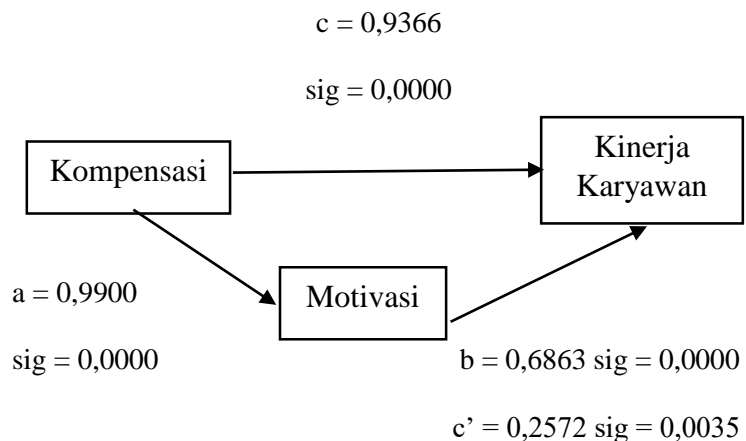 c = 0,9366
sig = 0,0000
Kompensasi
Kinerja
Karyawan
Motivasi
a = 0,9900
sig = 0,0000
b = 0,6863 sig = 0,0000
c’ = 0,2572 sig = 0,0035